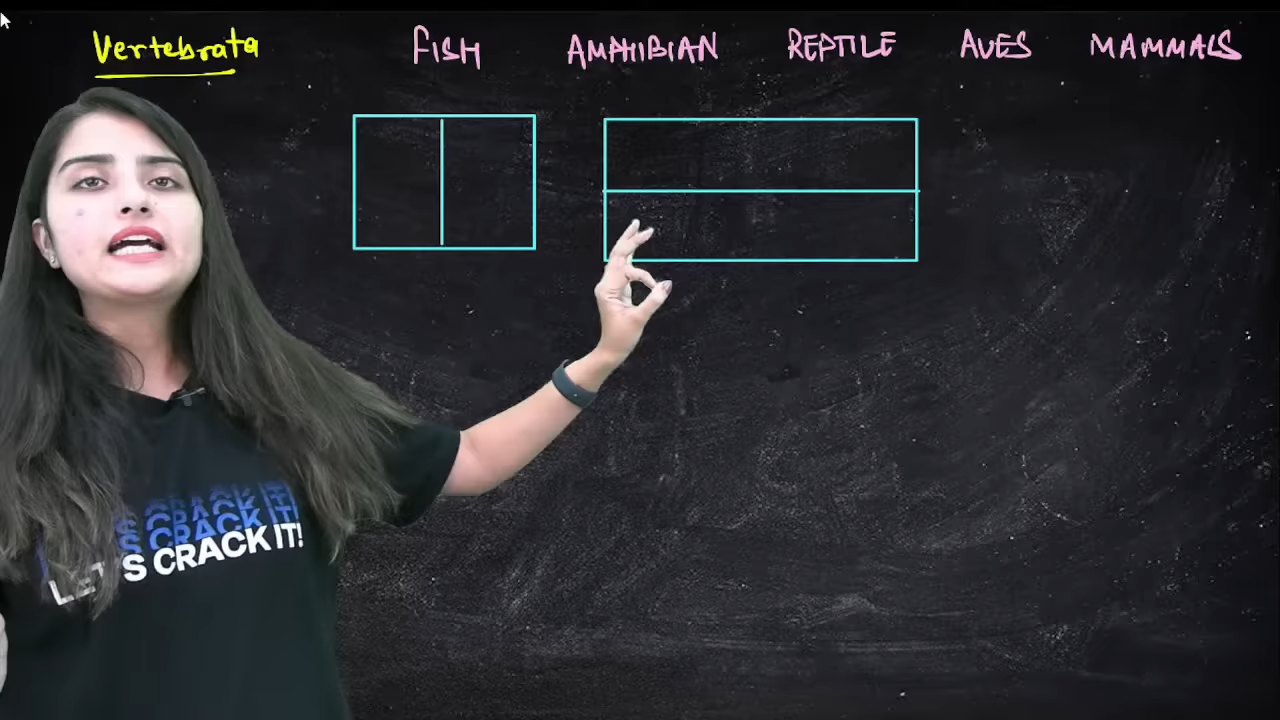 Vertebrata
FISH
AMPHIBIAN
REPTILE
AVES
MAMMALS
LET'S CRACK IT!